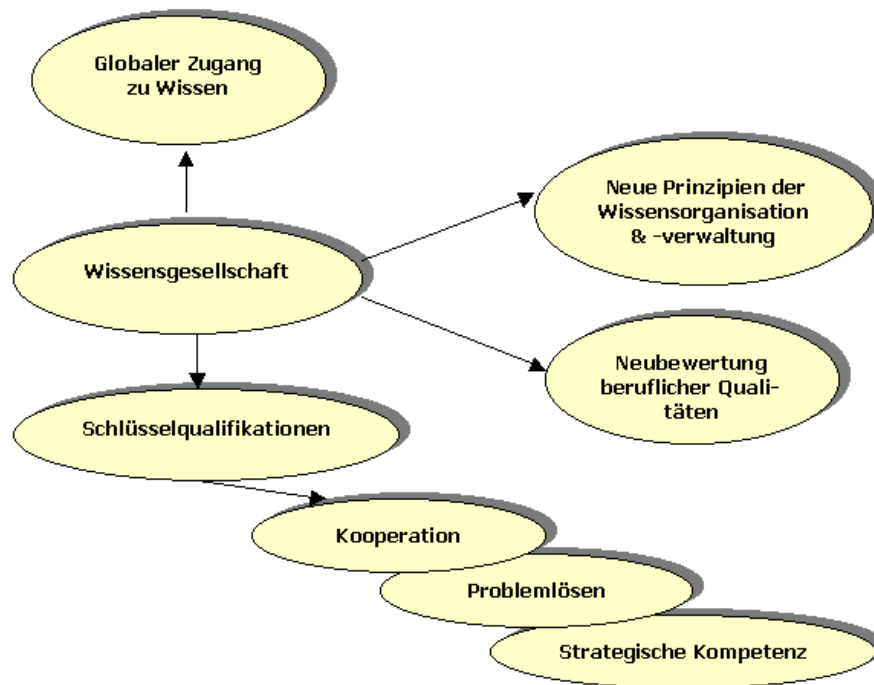 Globaler Zugang
zu Wissen
Neue Prinzipien der
Wissensorganisation
& -verwaltung
Wissensgesellschaft
Neubewertung
beruflicher Quali-
täten
Schlüsselqualifikationen
Kooperation
Problemlösen
Strategische Kompetenz